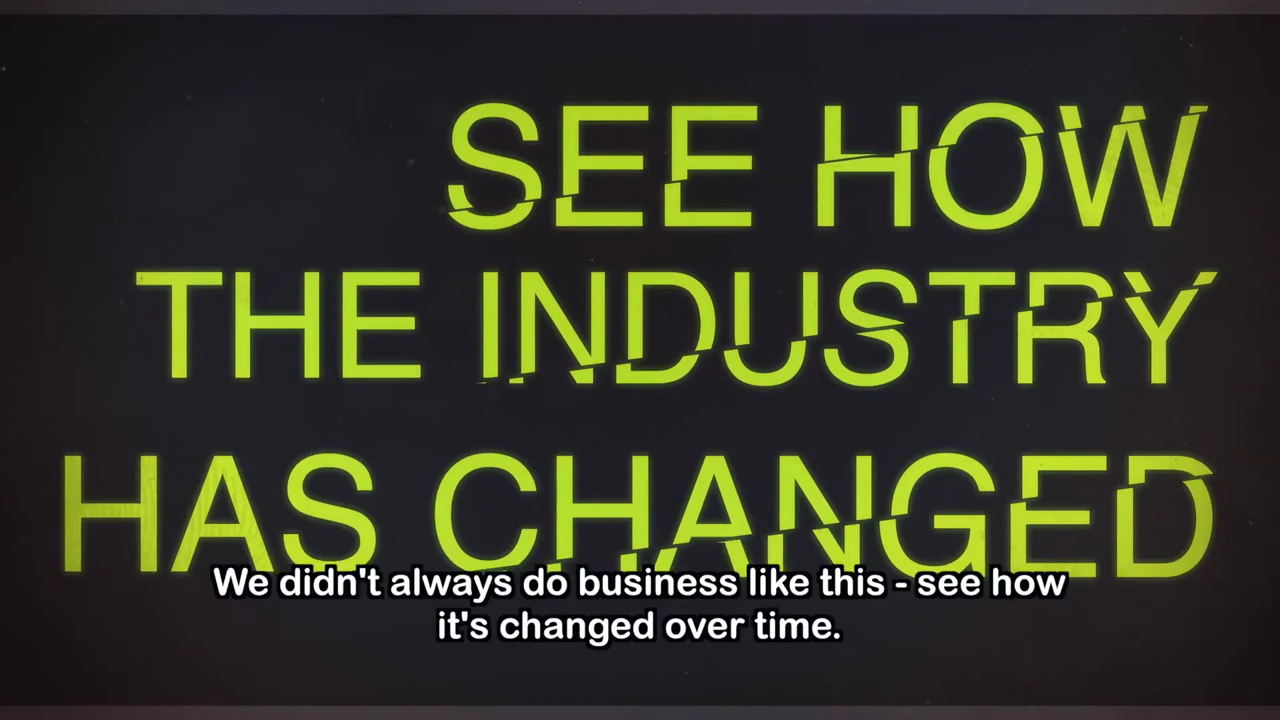 SEE HOW
THE INDUSTRY
HAS CHANGED
We didn't always do business like this - see how
it's changed over time.